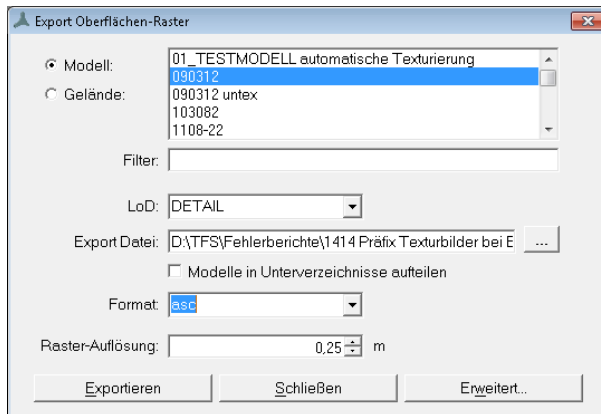 Export Oberflächen-Raster
Modell:
Gelände:
01_TESTMODELL automatische Texturierung
090312
090312 untex
103082
1108-22
Filter:
LoD: DETAIL
Export Datei: D:\TFS\Fehlerberichte\1414 Präfix Texturbilder bei E ...
Modelle in Unterverzeichnisse aufteilen
Format: asc
Raster-Auflösung: 0,25 m
Exportieren Schließen Erweitert...